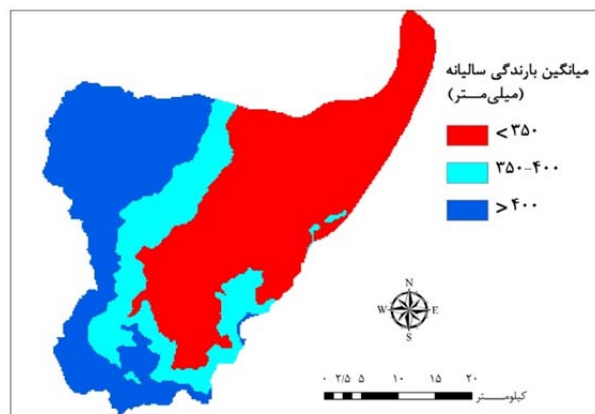 میانگین بارندگی سالیانه
(میلی‌متر)
< ۳۵۰
۳۵۰-۴۰۰
> ۴۰۰
N
W E
S
۰ ۲/۵ ۵ ۱۰ ۱۵ ۲۰
کیلومتر